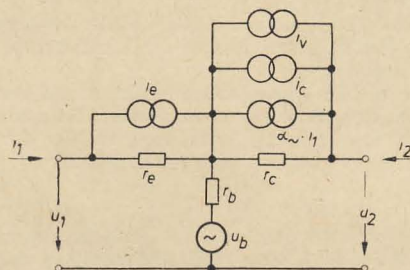 i_v
i_e
i_c
i_1
α~·i_1
i_2
r_e
r_c
r_b
u_1
u_b
~
u_2